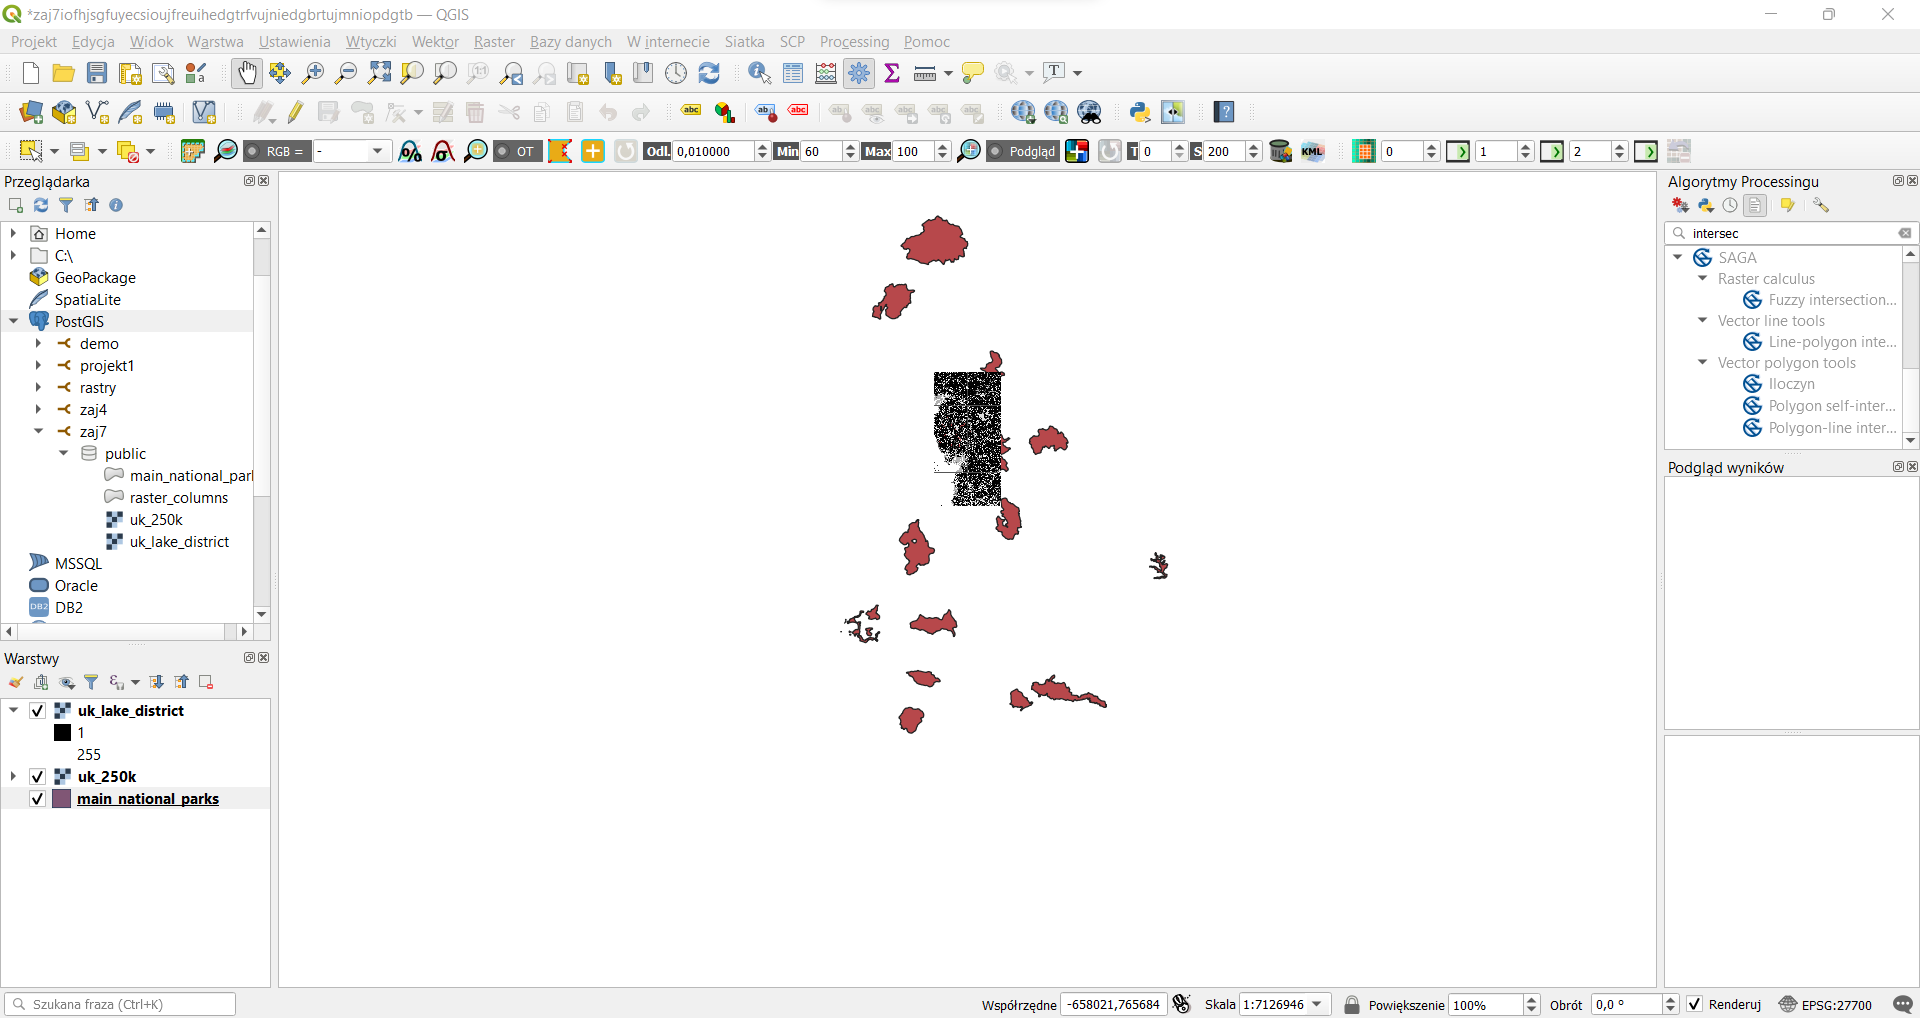 *zaj7iofhjsgfuyecsioujfreuihedgtrfvujniedgbrtujmniopdgtb — QGIS
Projekt Edycja Widok Warstwa Ustawienia Wtyczki Wektor Raster Bazy danych W internecie Siatka SCP Processing Pomoc
RGB = - OT Odl. 0,010000 Min 60 Max 100 Podgląd T 0 S 200 KML 0 1 2
Przeglądarka
Home
C:\
GeoPackage
SpatiaLite
PostGIS
demo
projekt1
rastry
zaj4
zaj7
public
main_national_parl
raster_columns
uk_250k
uk_lake_district
MSSQL
Oracle
DB2
Warstwy
uk_lake_district
1
255
uk_250k
main_national_parks
Algorytmy Processingu
intersec
SAGA
Raster calculus
Fuzzy intersection...
Vector line tools
Line-polygon inte...
Vector polygon tools
Iloczyn
Polygon self-inter...
Polygon-line inter...
Podgląd wyników
Szukana fraza (Ctrl+K)
Współrzędne -658021,765684 Skala 1:7126946 Powiększenie 100% Obrót 0,0 ° Renderuj EPSG:27700